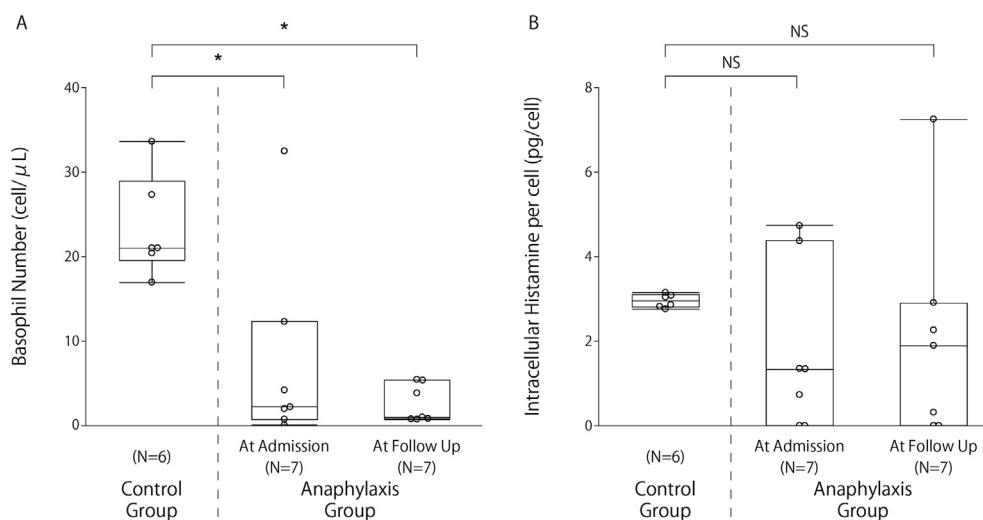 A
*
*
Basophil Number (cell/μL)
40
30
20
10
0
(N=6)
At Admission
(N=7)
At Follow Up
(N=7)
Control
Group
Anaphylaxis
Group
B
NS
NS
Intracellular Histamine per cell (pg/cell)
8
6
4
2
0
(N=6)
At Admission
(N=7)
At Follow Up
(N=7)
Control
Group
Anaphylaxis
Group